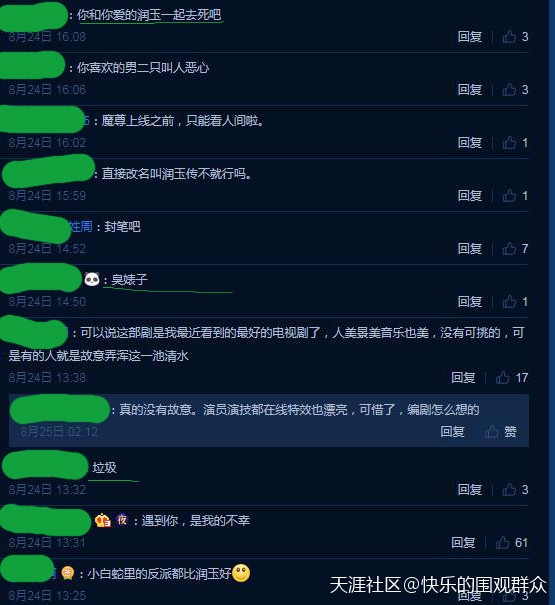 ：你和你爱的润玉一起去死吧
8月24日 16:08 回复 3
：你喜欢的男二只叫人恶心
8月24日 16:06 回复 3
：魔尊上线之前，只能看人间啦。
8月24日 16:02 回复 1
：直接改名叫润玉传不就行吗。
8月24日 15:59 回复 1
姓周：封笔吧
8月24日 14:52 回复 7
：臭婊子
8月24日 14:50 回复 1
：可以说这部剧是我最近看到的最好的电视剧了，人美景美音乐也美，没有可挑的，可
是有的人就是故意弄浑这一池清水
8月24日 13:38 回复 17
：真的没有故意。演员演技都在线特效也漂亮，可惜了，编剧怎么想的
8月25日 02:12 回复 赞
垃圾
8月24日 13:32 回复 3
夜：遇到你，是我的不幸
8月24日 13:31 回复 61
：小白蛇里的反派都比润玉好
8月24日 13:25 回复 3
天涯社区@快乐的围观群众